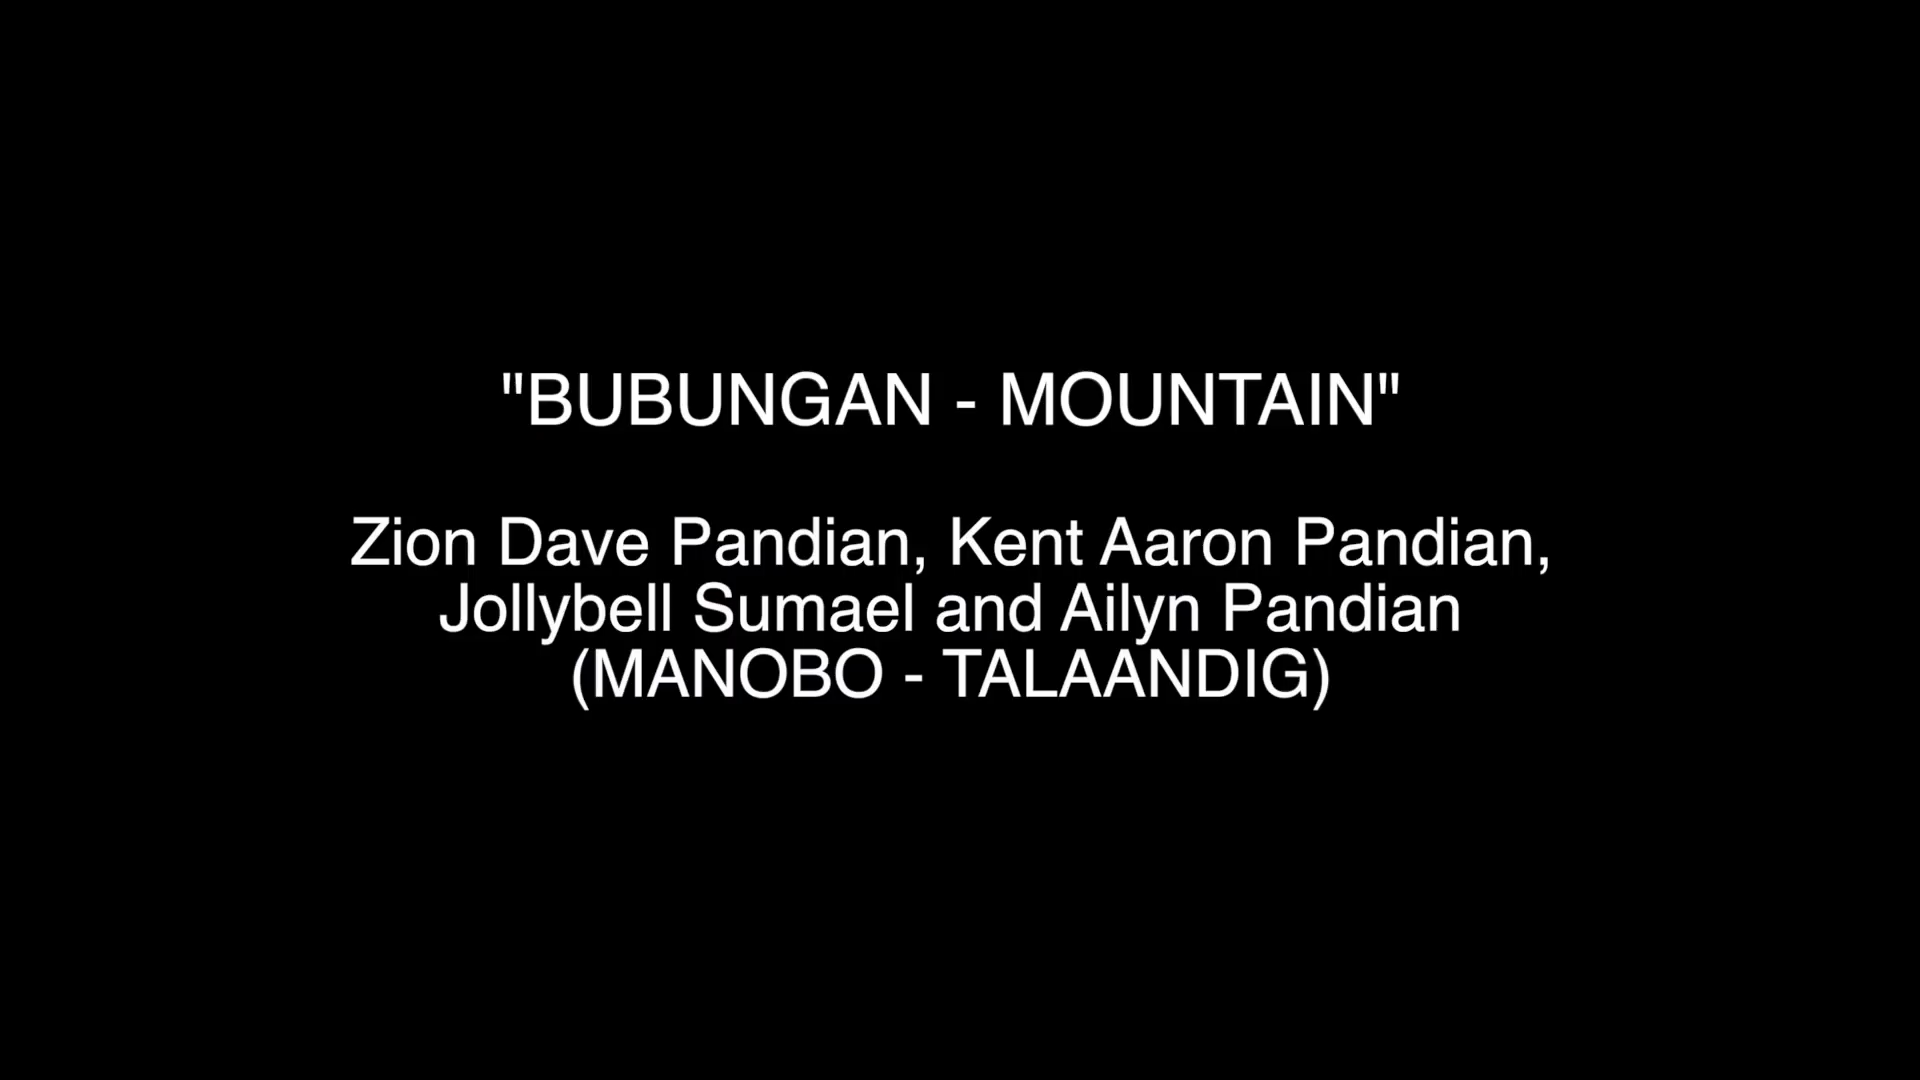 "BUBUNGAN - MOUNTAIN"
Zion Dave Pandian, Kent Aaron Pandian,
Jollybell Sumael and Ailyn Pandian
(MANOBO - TALAANDIG)